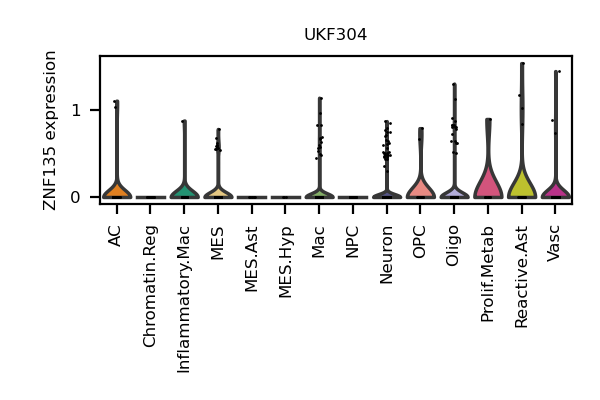 UKF304
ZNF135 expression
1
0
AC
Chromatin.Reg
Inflammatory.Mac
MES
MES.Ast
MES.Hyp
Mac
NPC
Neuron
OPC
Oligo
Prolif.Metab
Reactive.Ast
Vasc